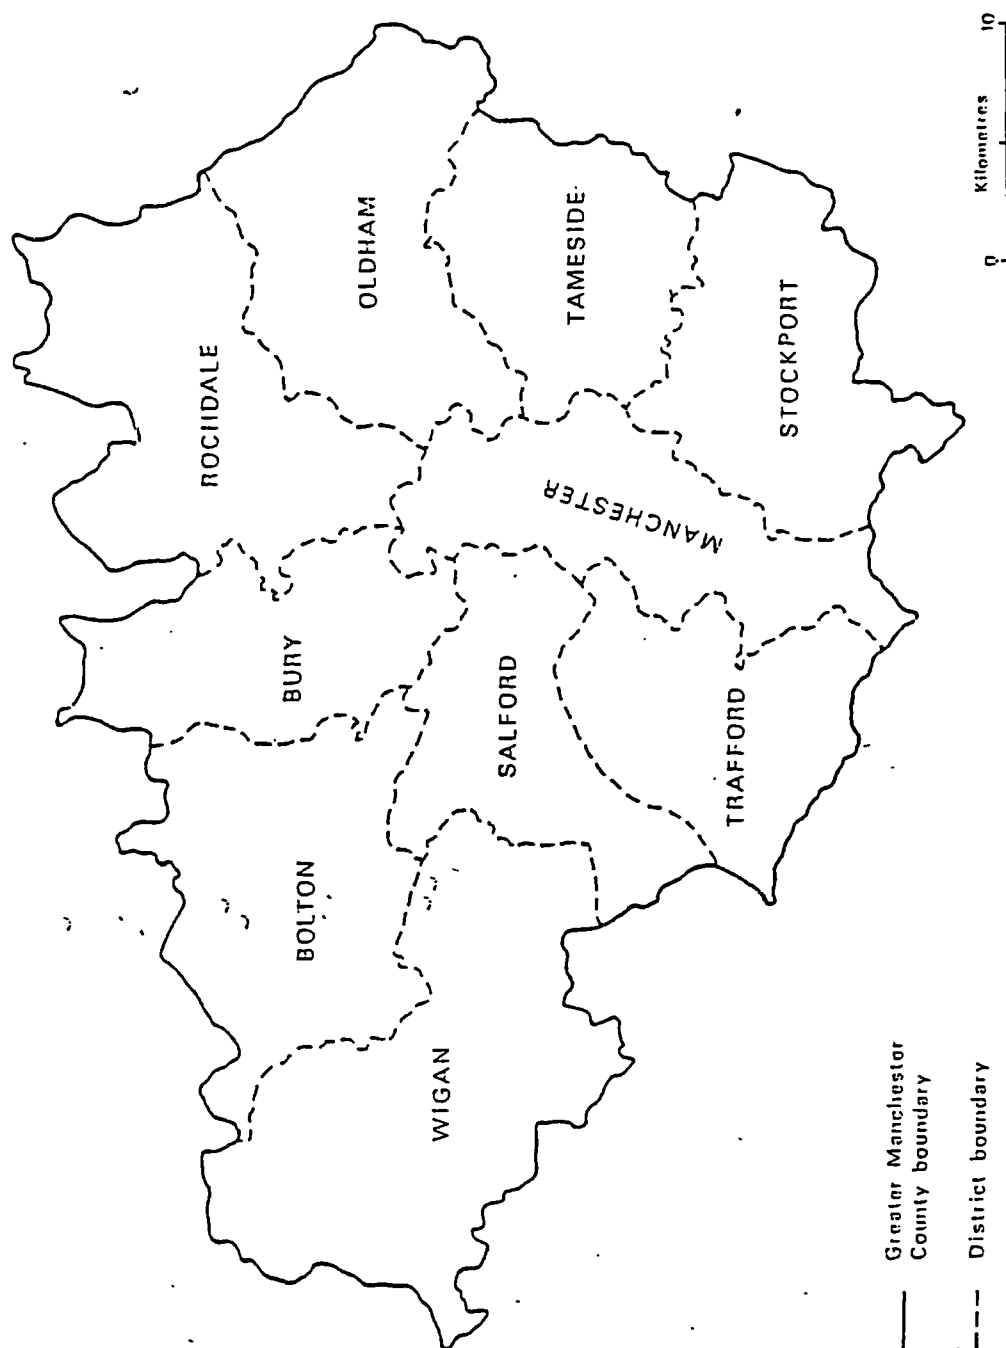 ROCHDALE
OLDHAM
BURY
BOLTON
TAMESIDE
WIGAN
SALFORD
MANCHESTER
STOCKPORT
TRAFFORD
Greater Manchester
County boundary
District boundary
Kilometres
0 10